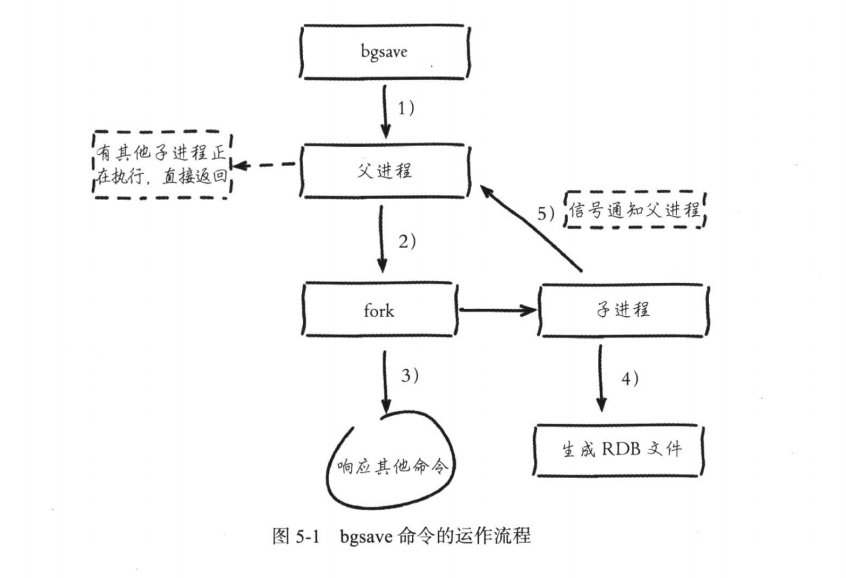 bgsave
1)
有其他子进程正
在执行，直接返回
父进程
5)
信号通知父进程
2)
fork
子进程
3)
4)
响应其他命令
生成 RDB 文件
图 5-1 bgsave 命令的运作流程